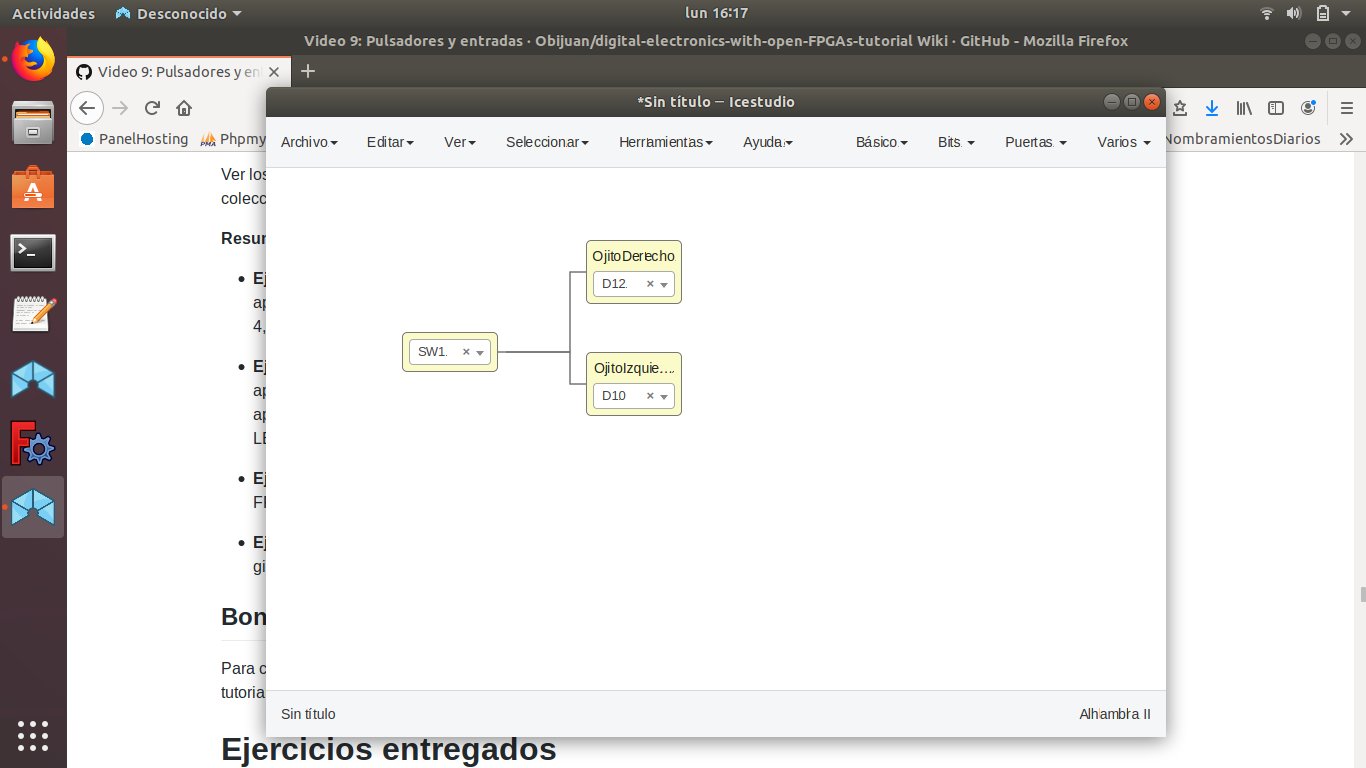 Actividades Desconocido lun 16:17
Video 9: Pulsadores y entradas · Obijuan/digital-electronics-with-open-FPGAs-tutorial Wiki · GitHub - Mozilla Firefox
Video 9: Pulsadores y en
*Sin título — Icestudio
PanelHosting Phpmy NombramientosDiarios
Archivo Editar Ver Seleccionar Herramientas Ayuda Básico Bits Puertas Varios
Ver los
colecc
Resum
Ej
ap
4,
Ej
ap
ap
LE
Ej
Ej
gi
Bon
Para c
tutoria
OjitoDerecho
D12
SW1
OjitoIzquie...
D10
Sin título Alhambra II
Ejercicios entregados